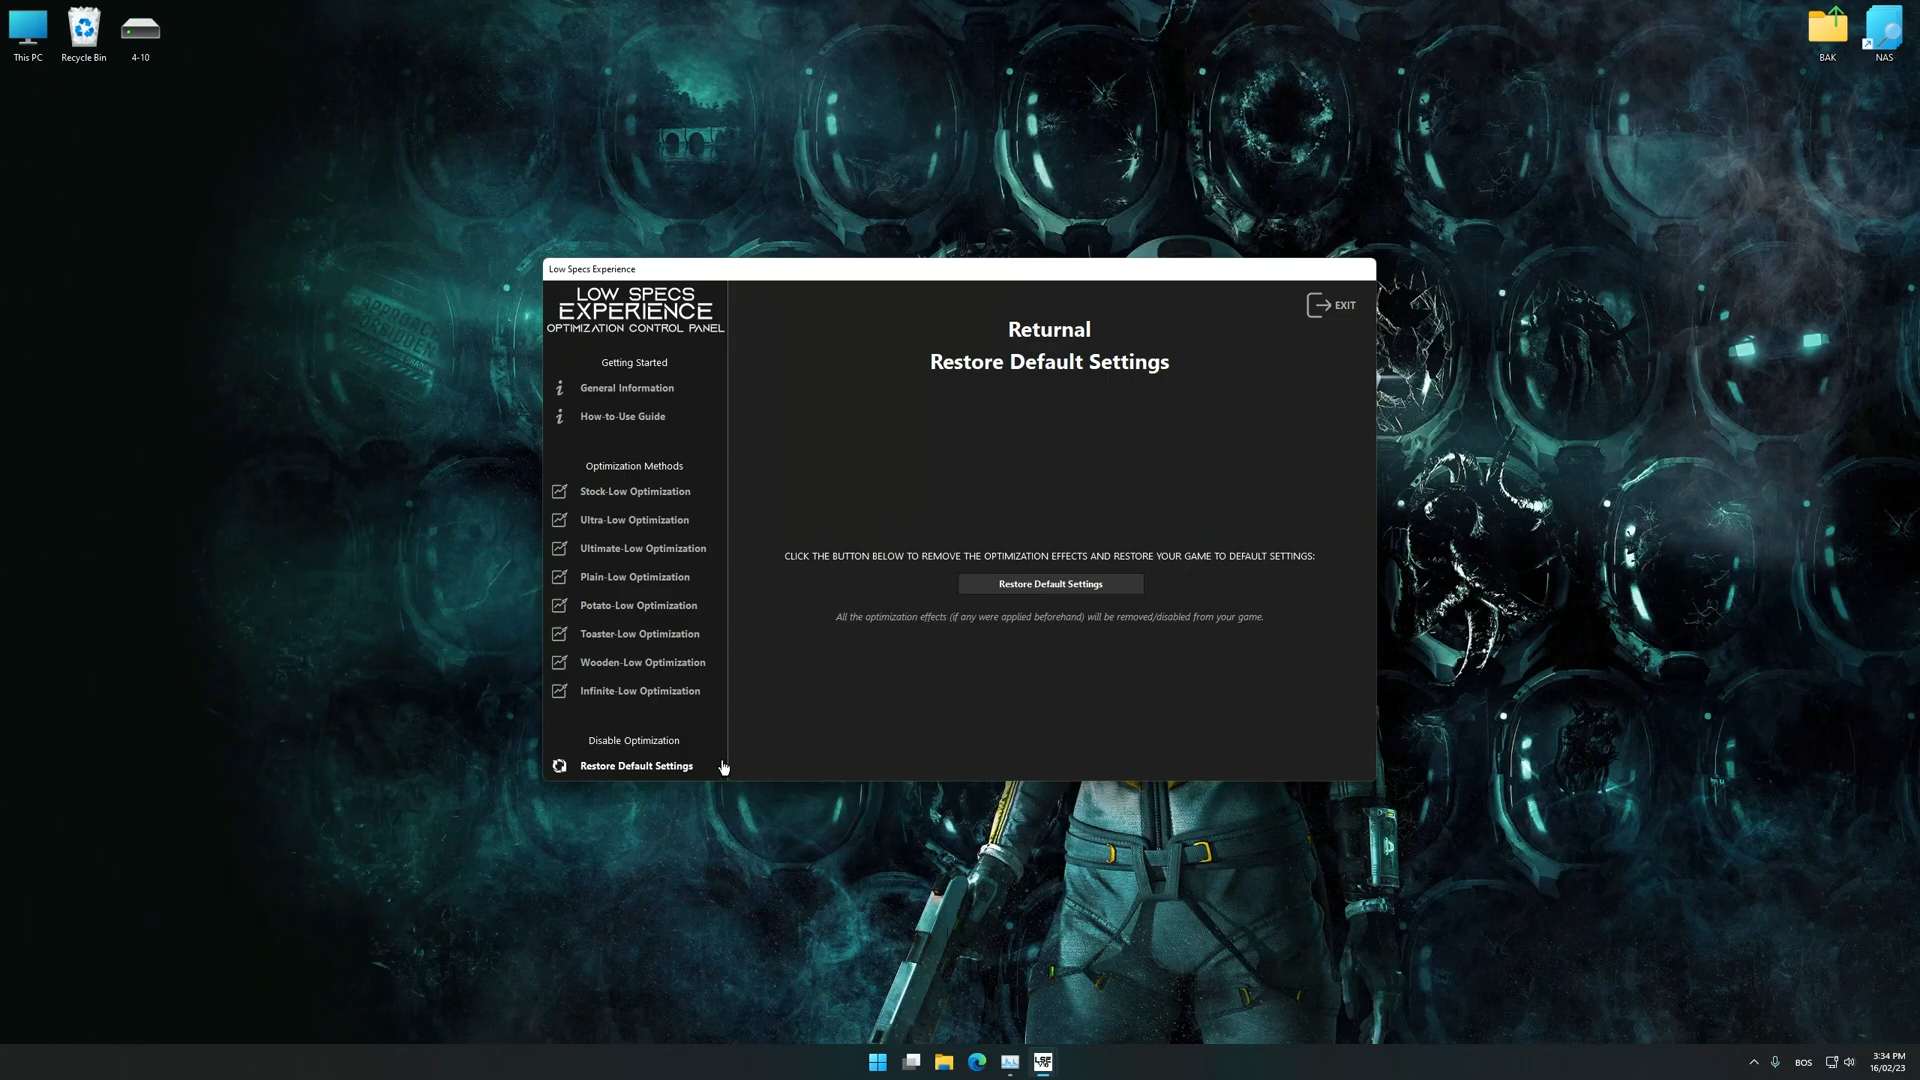 This PC
Recycle Bin
4-10
BAK
NAS
Low Specs Experience
LOW SPECS
EXPERIENCE
OPTIMIZATION CONTROL PANEL
Getting Started
General Information
How-to-Use Guide
Optimization Methods
Stock-Low Optimization
Ultra-Low Optimization
Ultimate-Low Optimization
Plain-Low Optimization
Potato-Low Optimization
Toaster-Low Optimization
Wooden-Low Optimization
Infinite-Low Optimization
Disable Optimization
Restore Default Settings
EXIT
Returnal
Restore Default Settings
CLICK THE BUTTON BELOW TO REMOVE THE OPTIMIZATION EFFECTS AND RESTORE YOUR GAME TO DEFAULT SETTINGS:
Restore Default Settings
All the optimization effects (if any were applied beforehand) will be removed/disabled from your game.
APPROACH
FORBIDDEN
LSE
BOS
3:34 PM
16/02/23